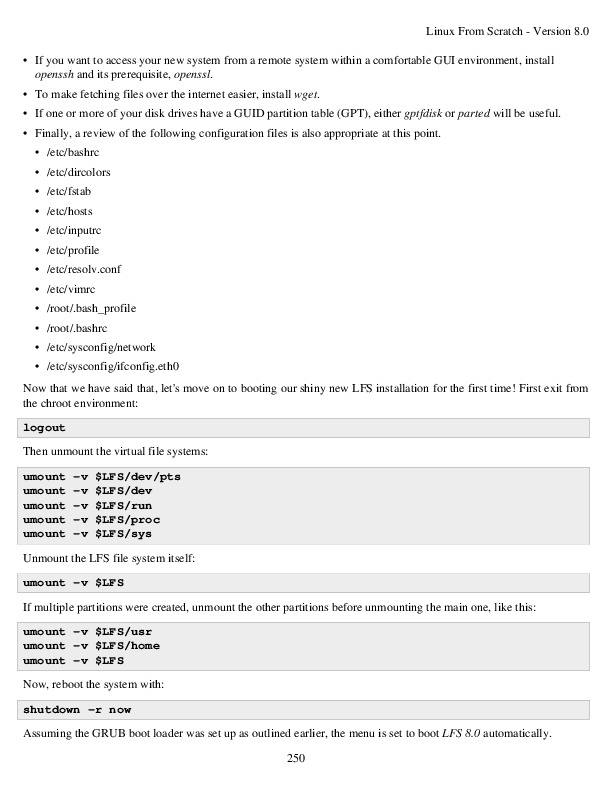 Linux From Scratch - Version 8.0
• If you want to access your new system from a remote system within a comfortable GUI environment, install
openssh and its prerequisite, openssl.
• To make fetching files over the internet easier, install wget.
• If one or more of your disk drives have a GUID partition table (GPT), either gptfdisk or parted will be useful.
• Finally, a review of the following configuration files is also appropriate at this point.
• /etc/bashrc
• /etc/dircolors
• /etc/fstab
• /etc/hosts
• /etc/inputrc
• /etc/profile
• /etc/resolv.conf
• /etc/vimrc
• /root/.bash_profile
• /root/.bashrc
• /etc/sysconfig/network
• /etc/sysconfig/ifconfig.eth0
Now that we have said that, let's move on to booting our shiny new LFS installation for the first time! First exit from
the chroot environment:
logout
Then unmount the virtual file systems:
umount -v $LFS/dev/pts
umount -v $LFS/dev
umount -v $LFS/run
umount -v $LFS/proc
umount -v $LFS/sys
Unmount the LFS file system itself:
umount -v $LFS
If multiple partitions were created, unmount the other partitions before unmounting the main one, like this:
umount -v $LFS/usr
umount -v $LFS/home
umount -v $LFS
Now, reboot the system with:
shutdown -r now
Assuming the GRUB boot loader was set up as outlined earlier, the menu is set to boot LFS 8.0 automatically.
250